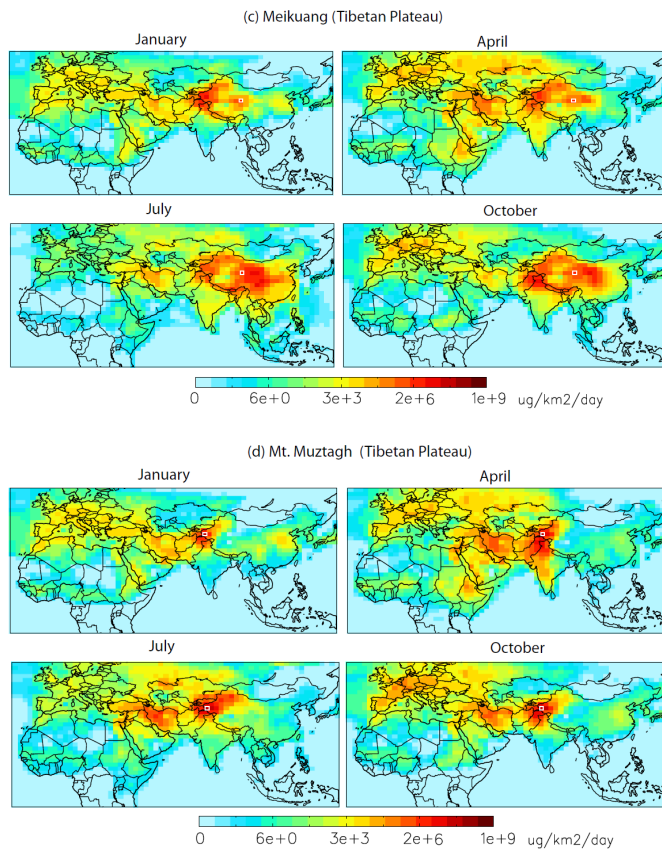 (c) Meikuang (Tibetan Plateau)
January April
July October
0 6e+0 3e+3 2e+6 1e+9 ug/km2/day
(d) Mt. Muztagh (Tibetan Plateau)
January April
July October
0 6e+0 3e+3 2e+6 1e+9 ug/km2/day